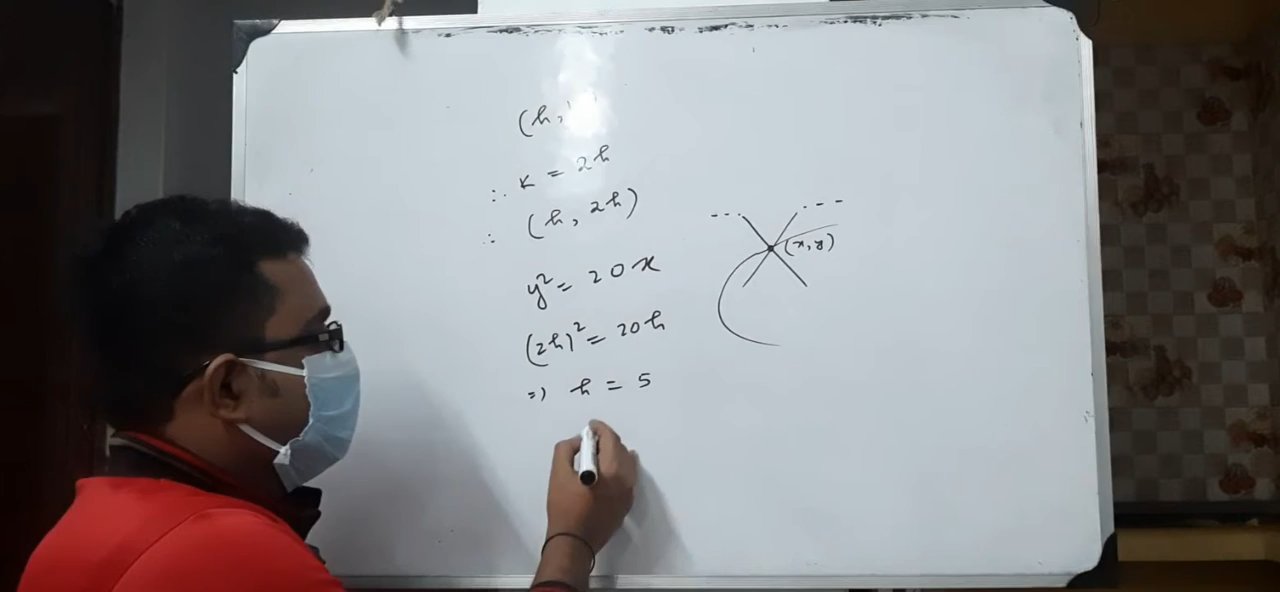 (h,
∴ K = 2h
∴ (h, 2h)
y² = 20x
(2h)² = 20h
=) h = 5
--- ---
(x, y)